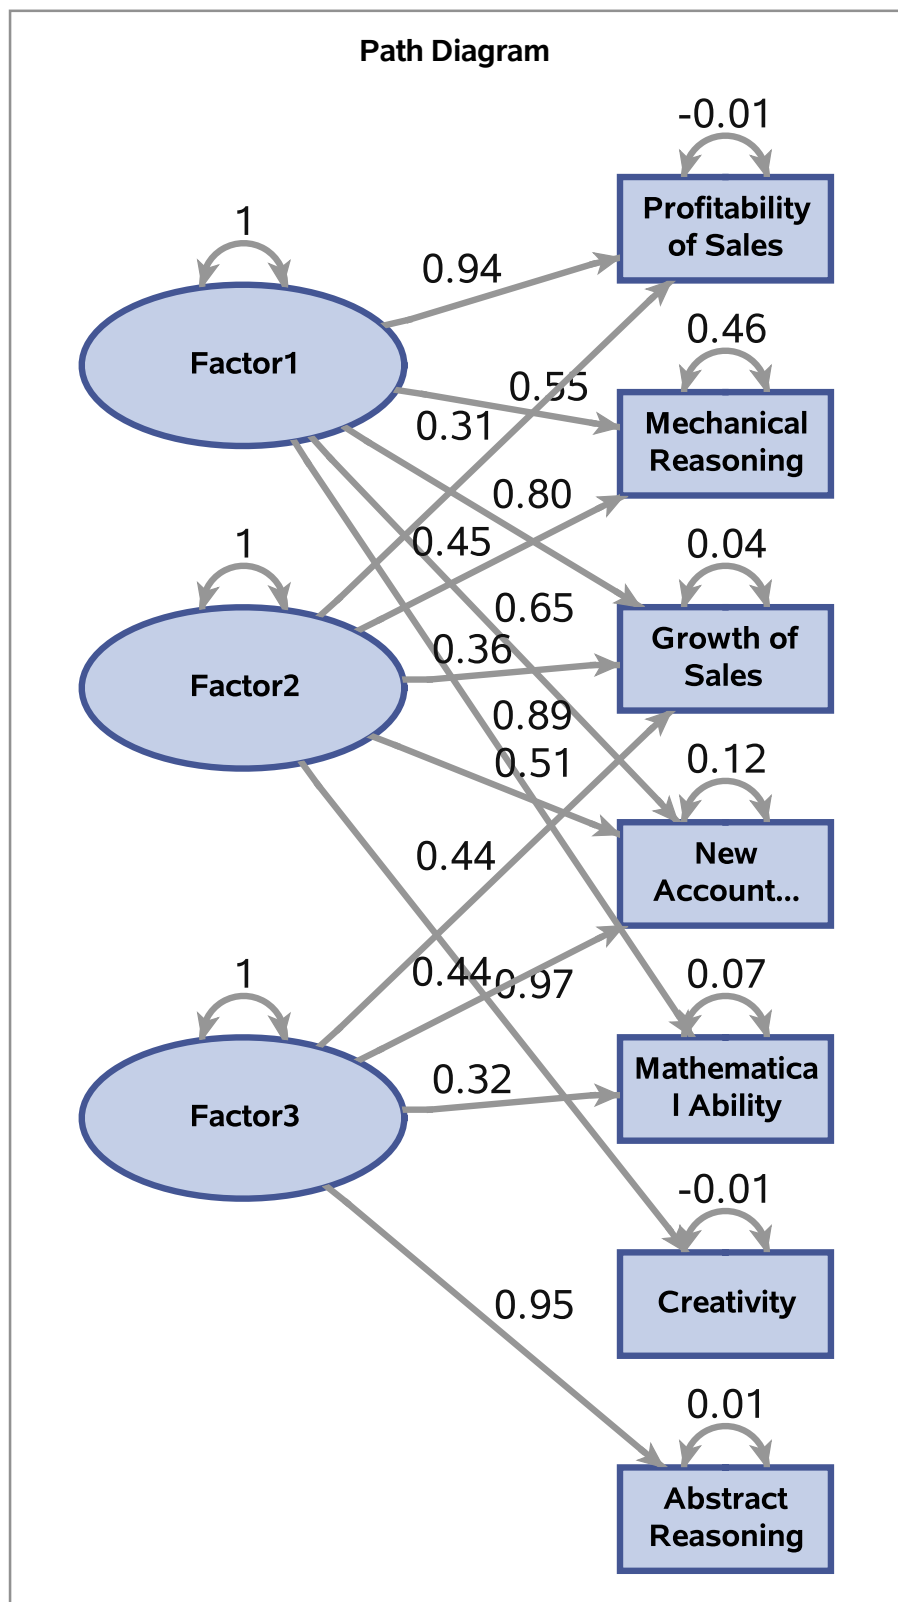 Path Diagram
-0.01
Profitability
of Sales
1
0.94
Factor1
0.46
0.55
0.31
Mechanical
Reasoning
0.80
1
0.45
0.04
0.65
0.36
Growth of
Sales
Factor2
0.89
0.51
0.12
0.44
New
Account...
1
0.44
0.97
0.07
0.32
Mathematica
l Ability
Factor3
-0.01
0.95
Creativity
0.01
Abstract
Reasoning